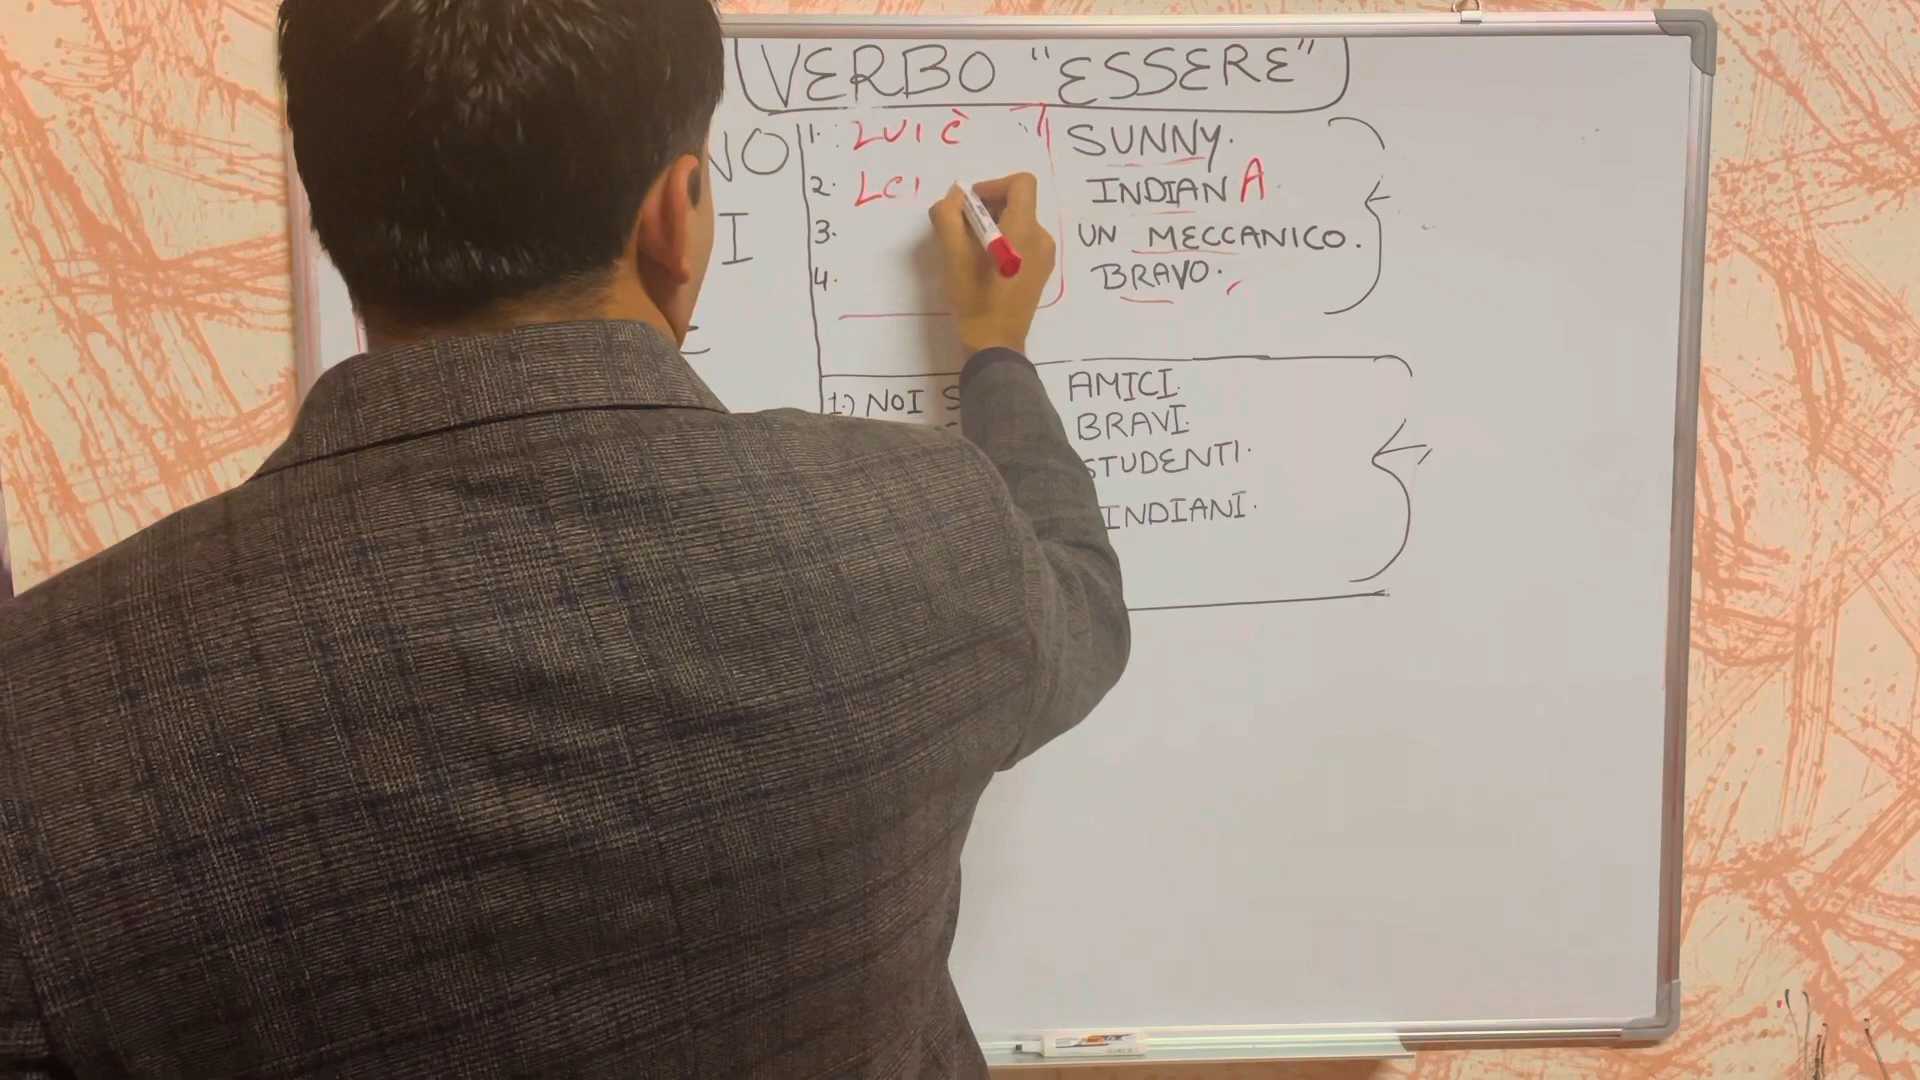 VERBO "ESSERE"
NO 1. LUI È SUNNY.
2. LEI INDIANA
I 3. UN MECCANICO.
4. BRAVO.
1.) NOI S AMICI.
BRAVI.
STUDENTI.
INDIANI.